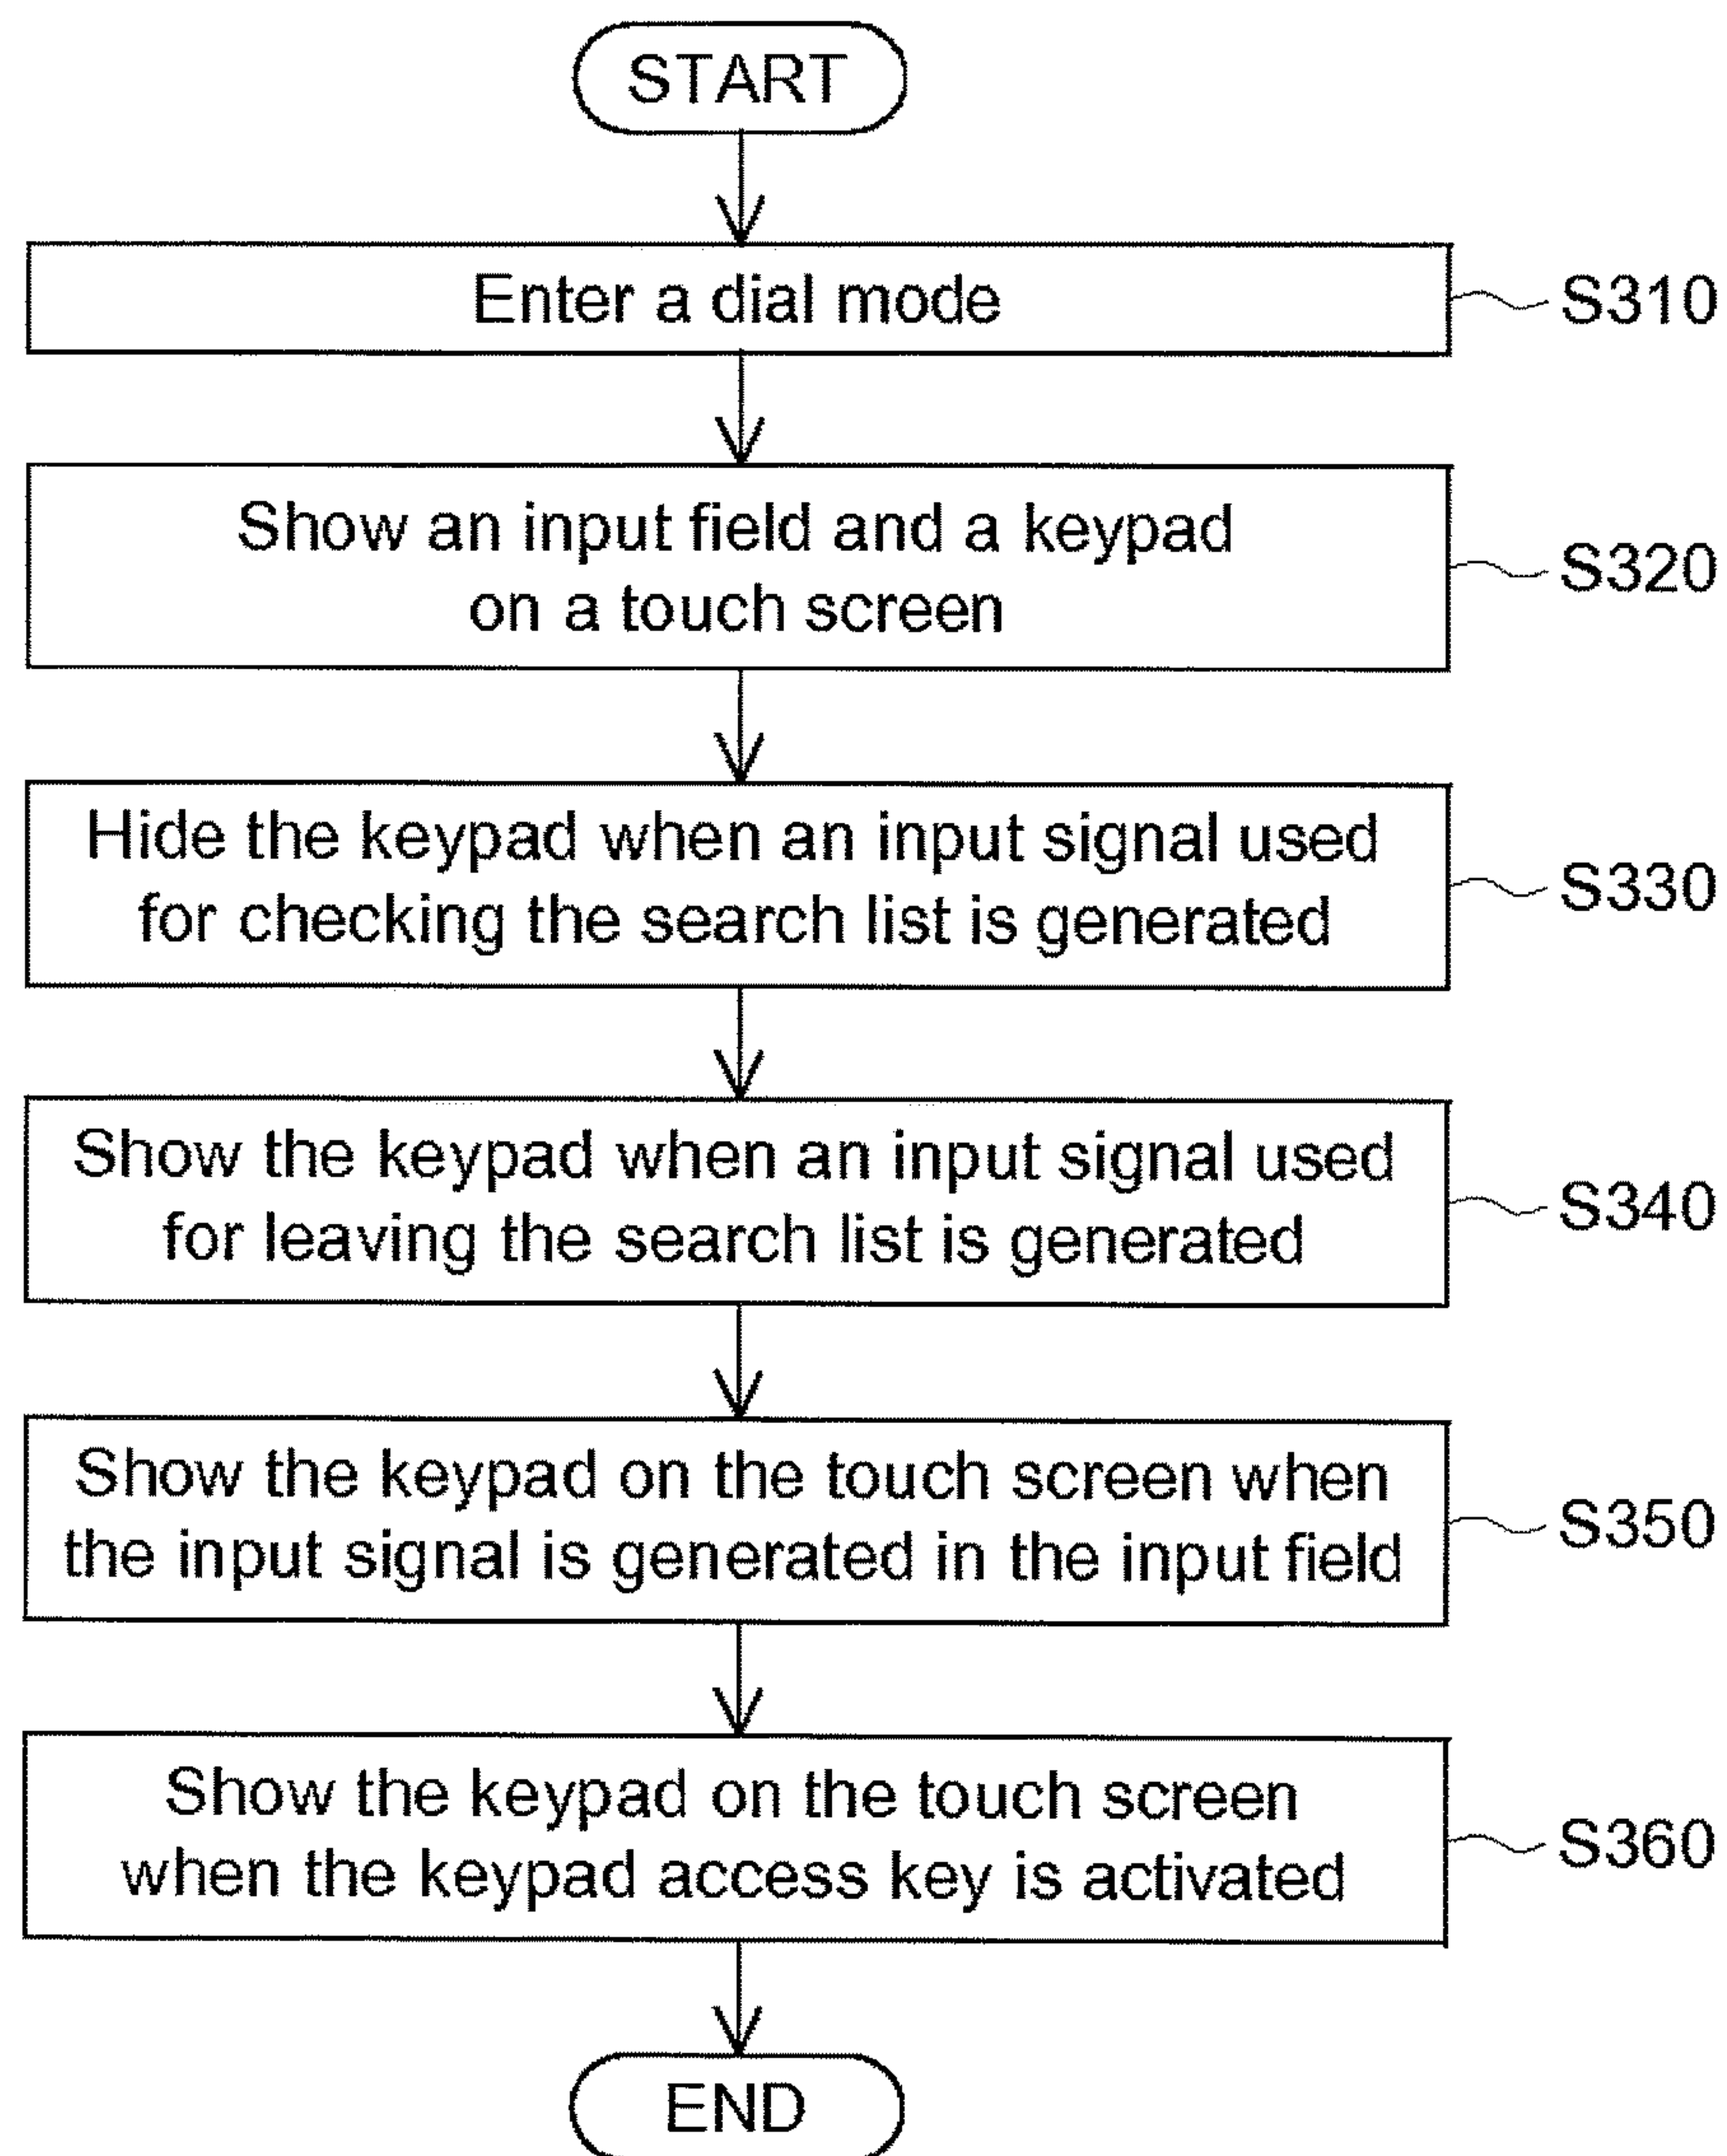 START
Enter a dial mode
S310
Show an input field and a keypad
on a touch screen
S320
Hide the keypad when an input signal used
for checking the search list is generated
S330
Show the keypad when an input signal used
for leaving the search list is generated
S340
Show the keypad on the touch screen when
the input signal is generated in the input field
S350
Show the keypad on the touch screen
when the keypad access key is activated
S360
END